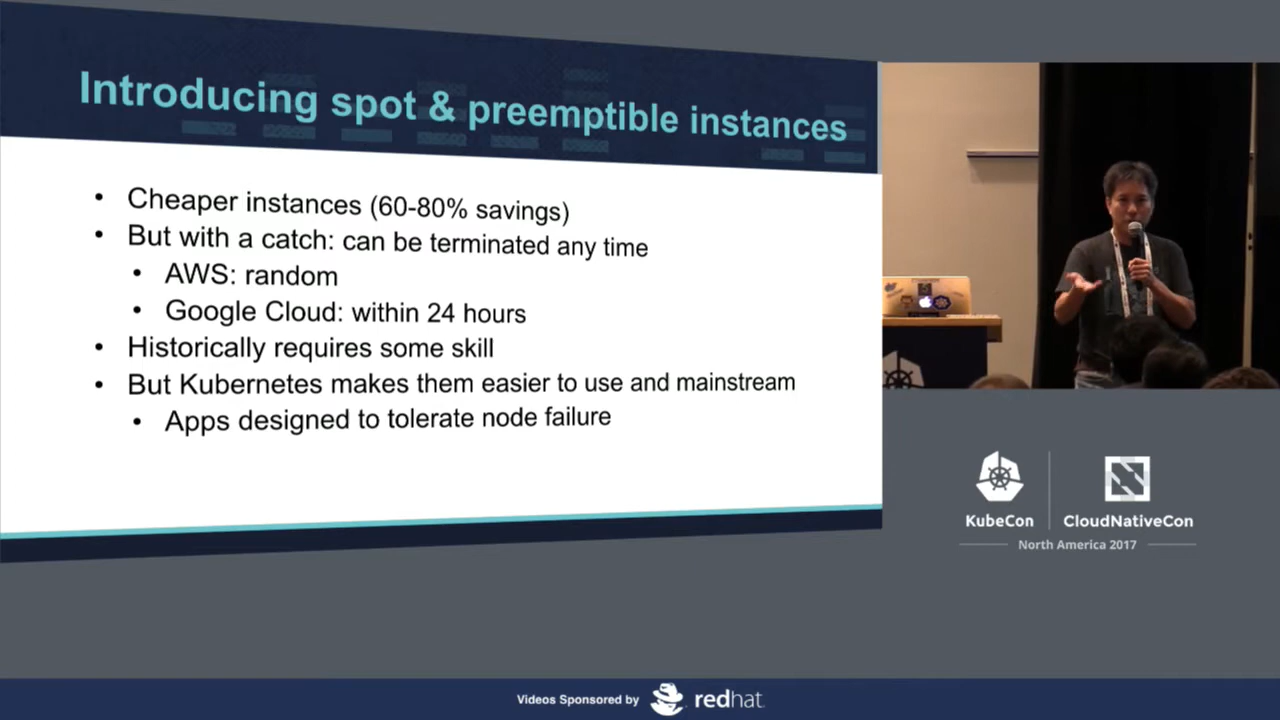 Introducing spot & preemptible instances
• Cheaper instances (60-80% savings)
• But with a catch: can be terminated any time
• AWS: random
• Google Cloud: within 24 hours
• Historically requires some skill
• But Kubernetes makes them easier to use and mainstream
• Apps designed to tolerate node failure
KubeCon
CloudNativeCon
North America 2017
Videos Sponsored by
redhat.